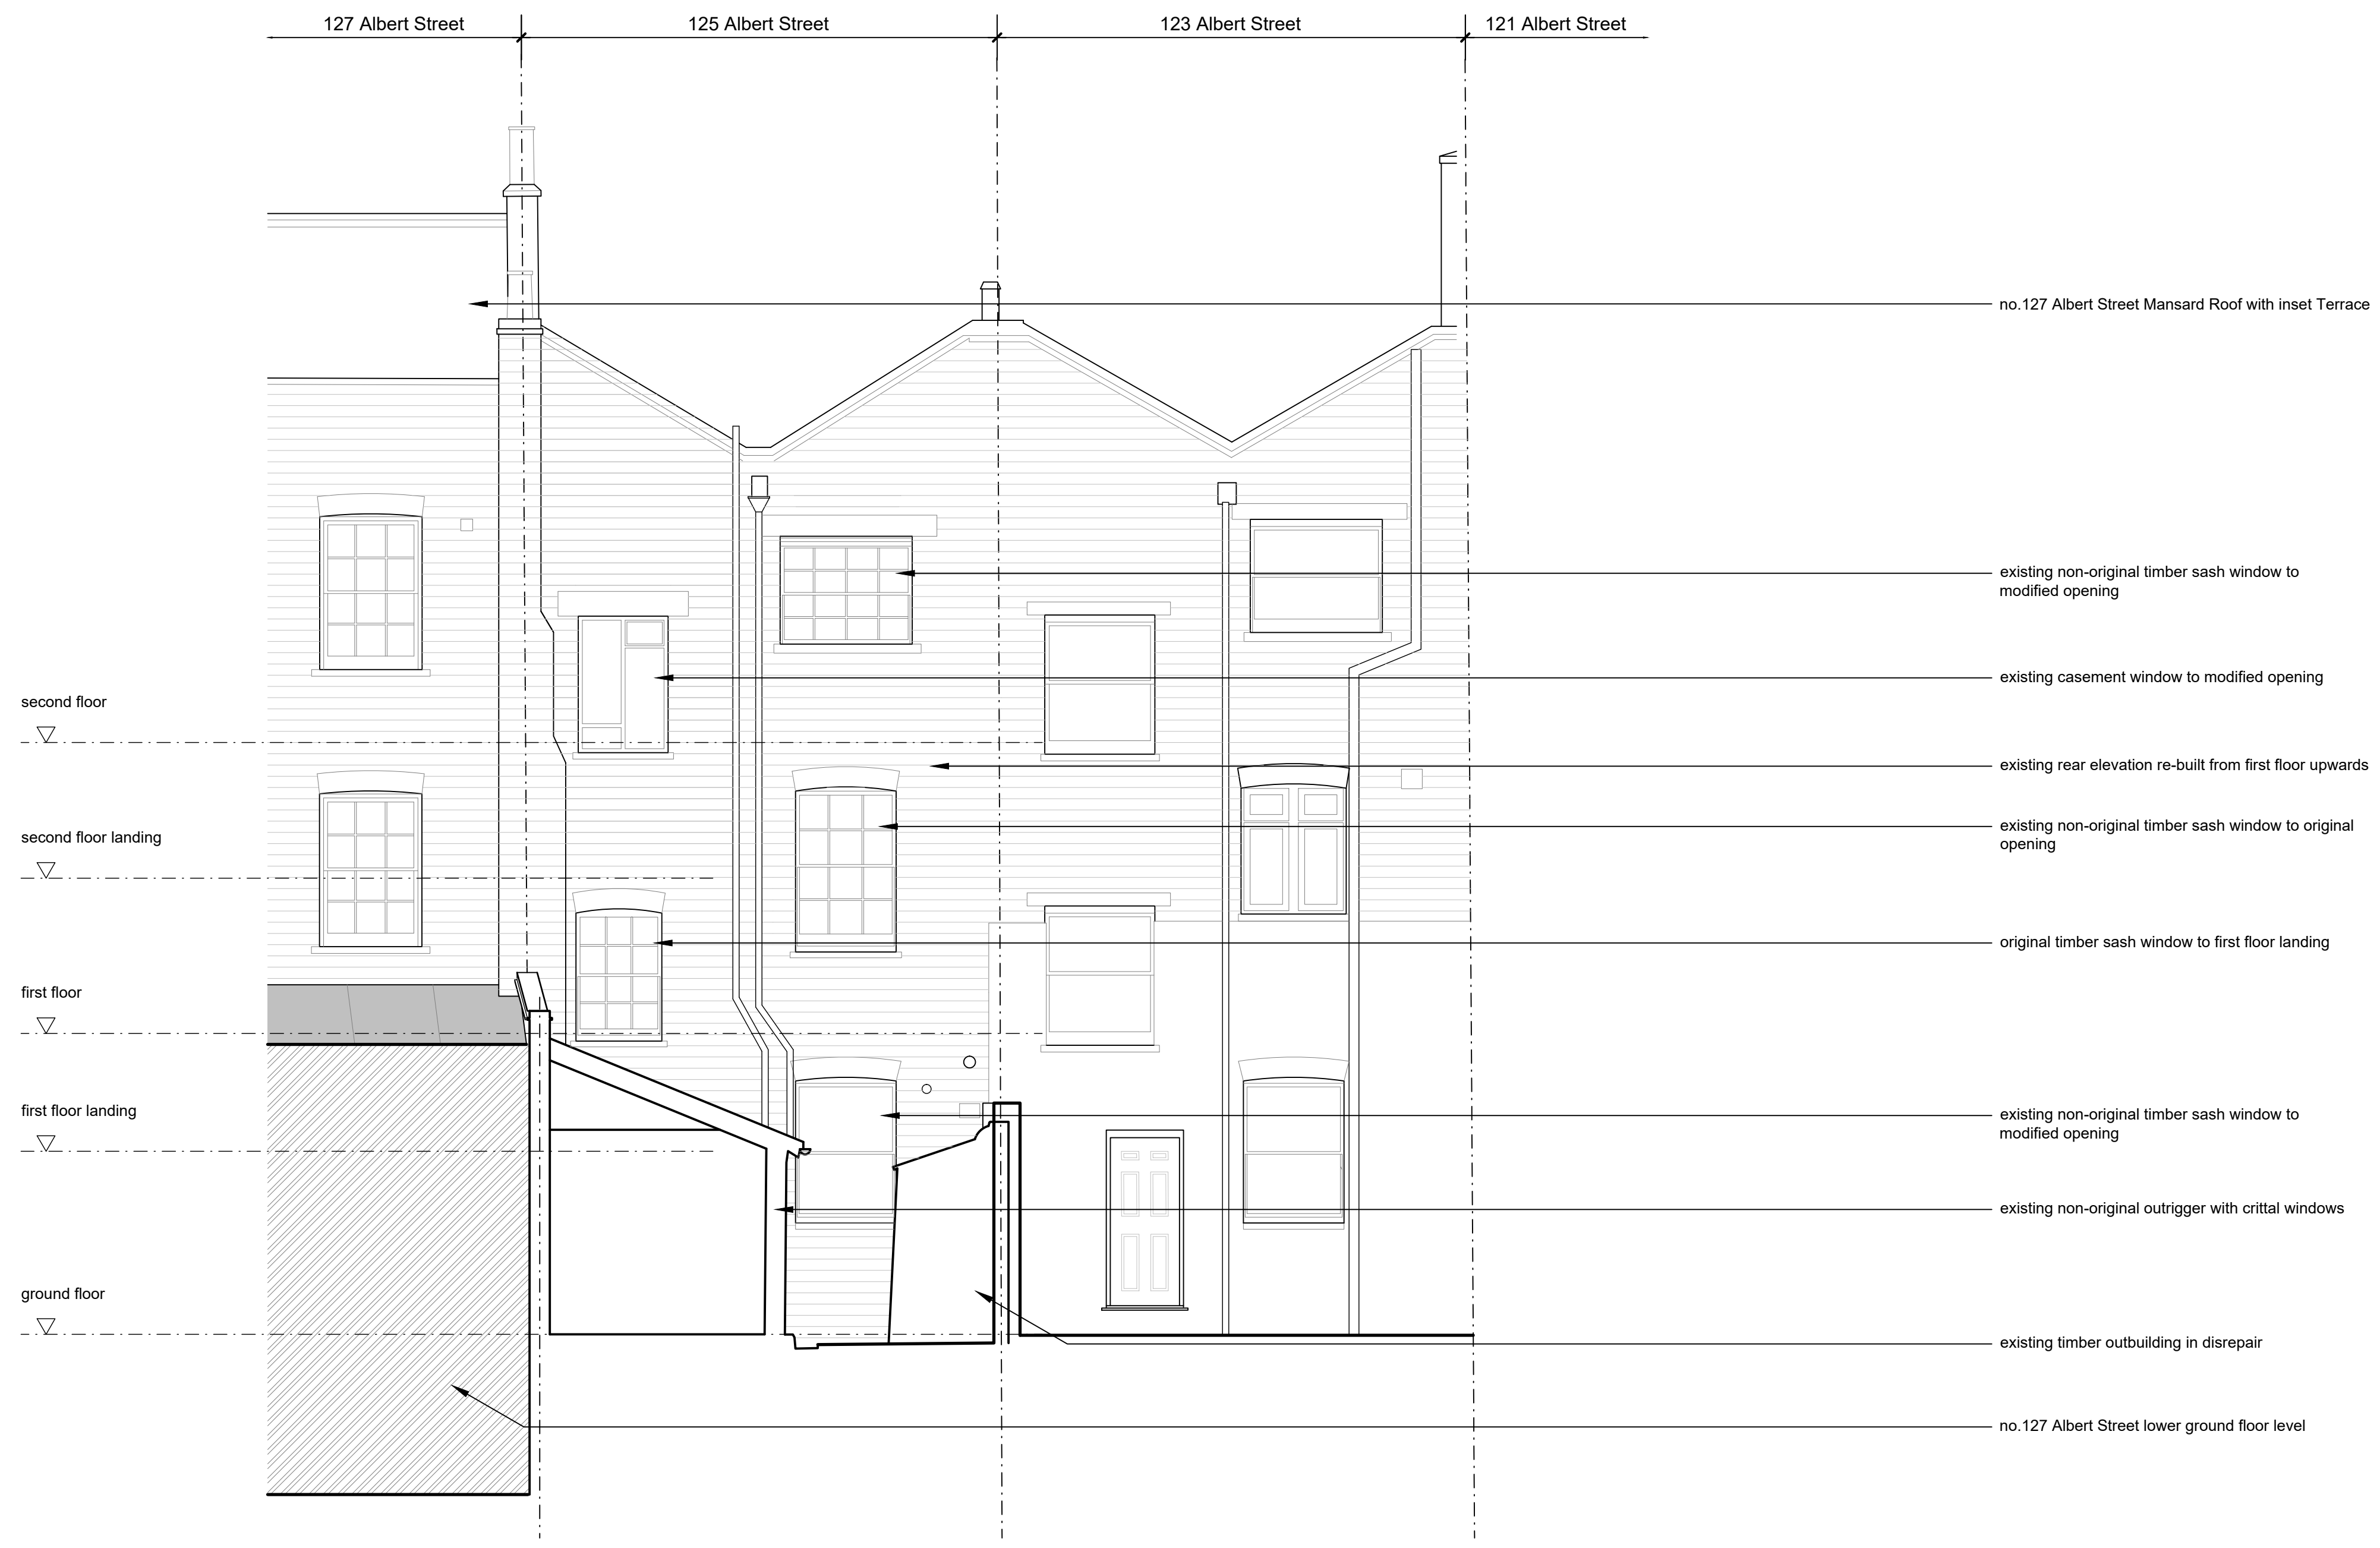 127 Albert Street
125 Albert Street
123 Albert Street
121 Albert Street
no.127 Albert Street Mansard Roof with inset Terrace
existing non-original timber sash window to
modified opening
existing casement window to modified opening
second floor
existing rear elevation re-built from first floor upwards
existing non-original timber sash window to original
opening
second floor landing
original timber sash window to first floor landing
first floor
first floor landing
existing non-original timber sash window to
modified opening
existing non-original outrigger with crittal windows
ground floor
existing timber outbuilding in disrepair
no.127 Albert Street lower ground floor level